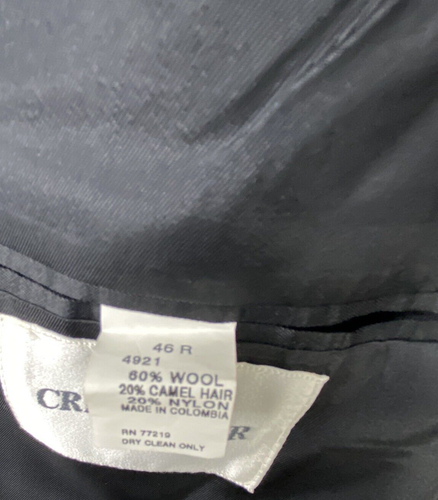 46 R
4921
60% WOOL
20% CAMEL HAIR
20% NYLON
MADE IN COLOMBIA
RN 77219
DRY CLEAN ONLY